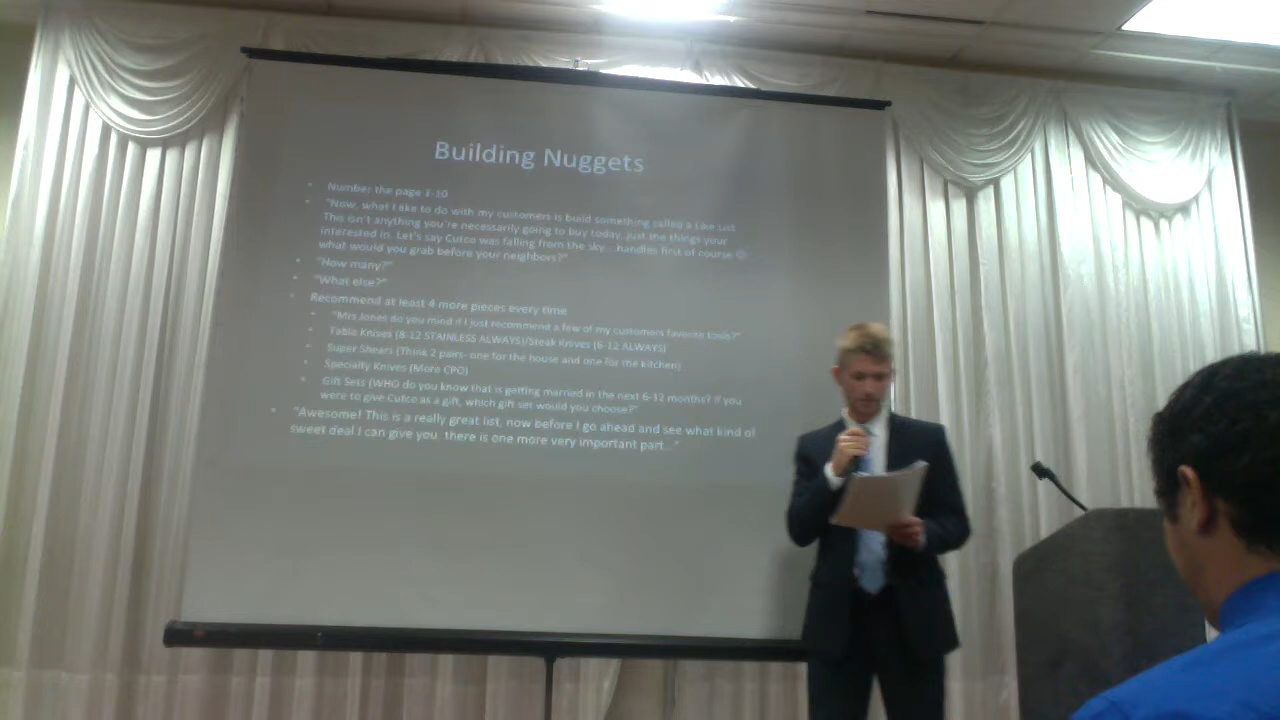 Building Nuggets
• Number the page 1-10
• "Now, what I like to do with my customers is build something called a Like List
This isn't anything you're necessarily going to buy today, just the things your
interested in. Let's say Cutco was falling from the sky... handles first of course ☺
what would you grab before your neighbors?"
• "How many?"
• "What else?"
• Recommend at least 4 more pieces every time
• "Mrs Jones do you mind if I just recommend a few of my customers favorite tools?"
• Table Knives (8-12 STAINLESS ALWAYS)/Steak Knives (6-12 ALWAYS)
• Super Shears (Think 2 pairs- one for the house and one for the kitchen)
• Specialty Knives (More CPO)
• Gift Sets (WHO do you know that is getting married in the next 6-12 months? If you
were to give Cutco as a gift, which gift set would you choose?"
• "Awesome! This is a really great list, now before I go ahead and see what kind of
sweet deal I can give you, there is one more very important part..."